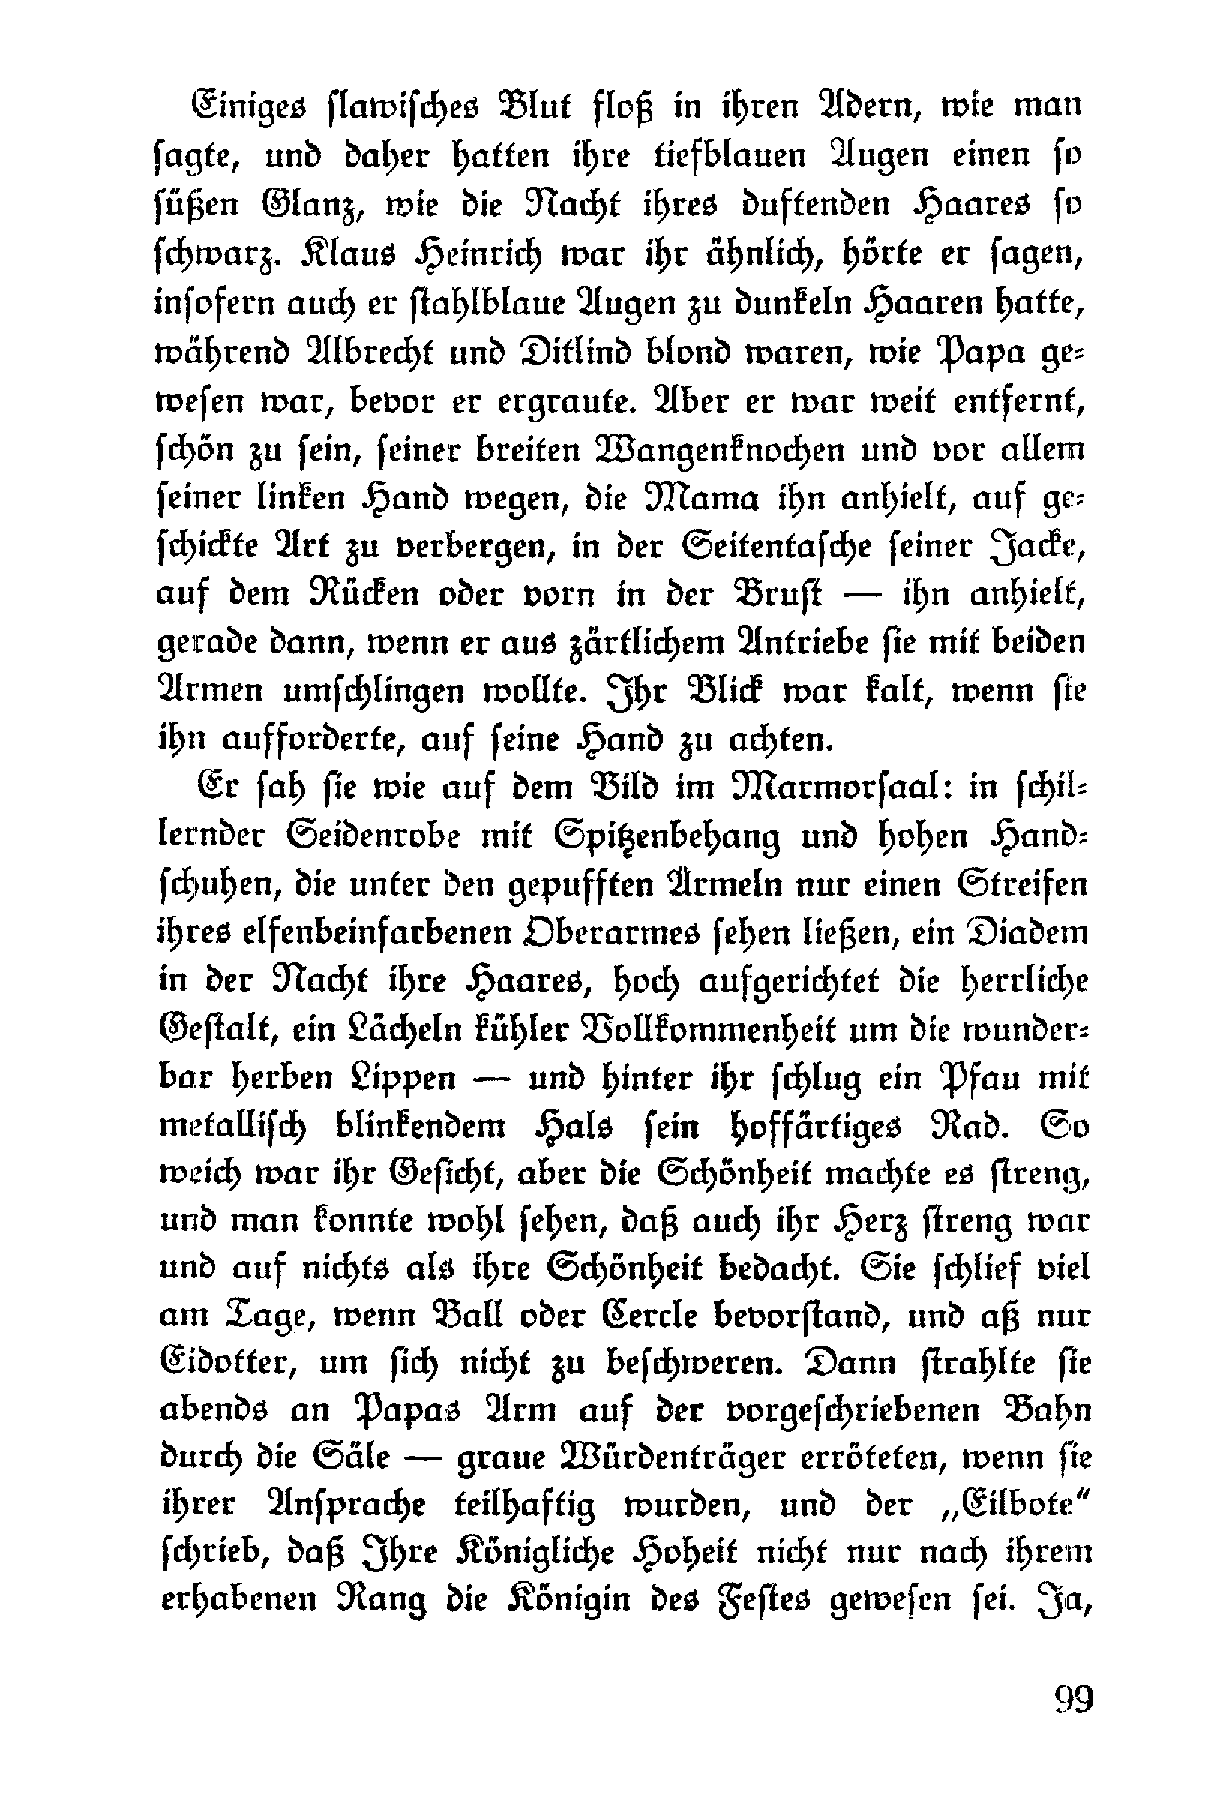 Einiges slawisches Blut floß in ihren Adern, wie man
sagte, und daher hatten ihre tiefblauen Augen einen so
süßen Glanz, wie die Nacht ihres duftenden Haares so
schwarz. Klaus Heinrich war ihr ähnlich, hörte er sagen,
insofern auch er stahlblaue Augen zu dunkeln Haaren hatte,
während Albrecht und Ditlind blond waren, wie Papa ge-
wesen war, bevor er ergraute. Aber er war weit entfernt,
schön zu sein, seiner breiten Wangenknochen und vor allem
seiner linken Hand wegen, die Mama ihn anhielt, auf ge-
schickte Art zu verbergen, in der Seitentasche seiner Jacke,
auf dem Rücken oder vorn in der Brust — ihn anhielt,
gerade dann, wenn er aus zärtlichem Antriebe sie mit beiden
Armen umschlingen wollte. Ihr Blick war kalt, wenn sie
ihn aufforderte, auf seine Hand zu achten.
Er sah sie wie auf dem Bild im Marmorsaal: in schil-
lernder Seidenrobe mit Spitzenbehang und hohen Hand-
schuhen, die unter den gepufften Ärmeln nur einen Streifen
ihres elfenbeinfarbenen Oberarmes sehen ließen, ein Diadem
in der Nacht ihre Haares, hoch aufgerichtet die herrliche
Gestalt, ein Lächeln kühler Vollkommenheit um die wunder-
bar herben Lippen — und hinter ihr schlug ein Pfau mit
metallisch blinkendem Hals sein hoffärtiges Rad. So
weich war ihr Gesicht, aber die Schönheit machte es streng,
und man konnte wohl sehen, daß auch ihr Herz streng war
und auf nichts als ihre Schönheit bedacht. Sie schlief viel
am Tage, wenn Ball oder Cercle bevorstand, und aß nur
Eidotter, um sich nicht zu beschweren. Dann strahlte sie
abends an Papas Arm auf der vorgeschriebenen Bahn
durch die Säle — graue Würdenträger erröteten, wenn sie
ihrer Ansprache teilhaftig wurden, und der „Eilbote“
schrieb, daß Ihre Königliche Hoheit nicht nur nach ihrem
erhabenen Rang die Königin des Festes gewesen sei. Ja,
99